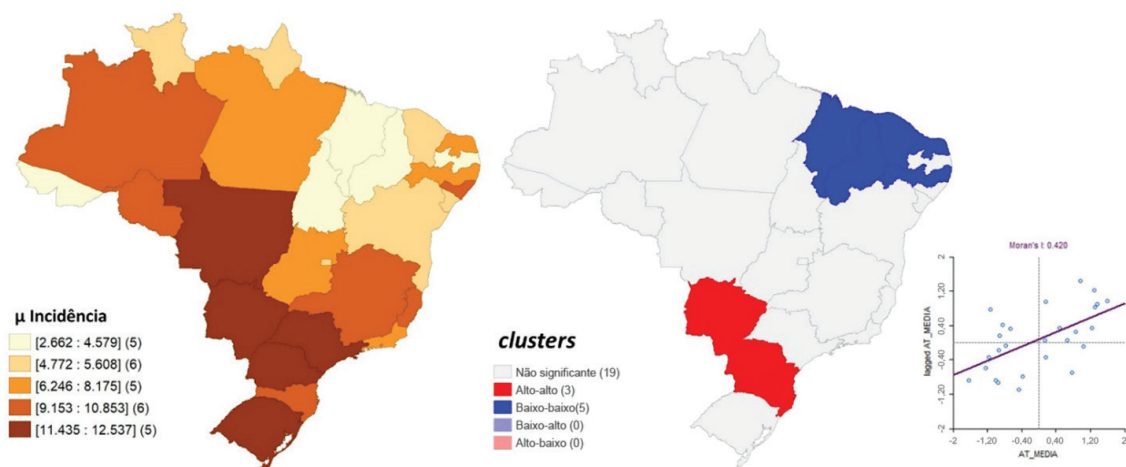 μ Incidência
[2.662 : 4.579] (5)
[4.772 : 5.608] (6)
[6.246 : 8.175] (5)
[9.153 : 10.853] (6)
[11.435 : 12.537] (5)
clusters
Não significante (19)
Alto-alto (3)
Baixo-baixo(5)
Baixo-alto (0)
Alto-baixo (0)
Moran's I: 0.420
lagged AT_MEDIA
2
1,20
0,40
-0,40
-1,20
-2
-2 -1,20 -0,40 0,40 1,20 2
AT_MEDIA